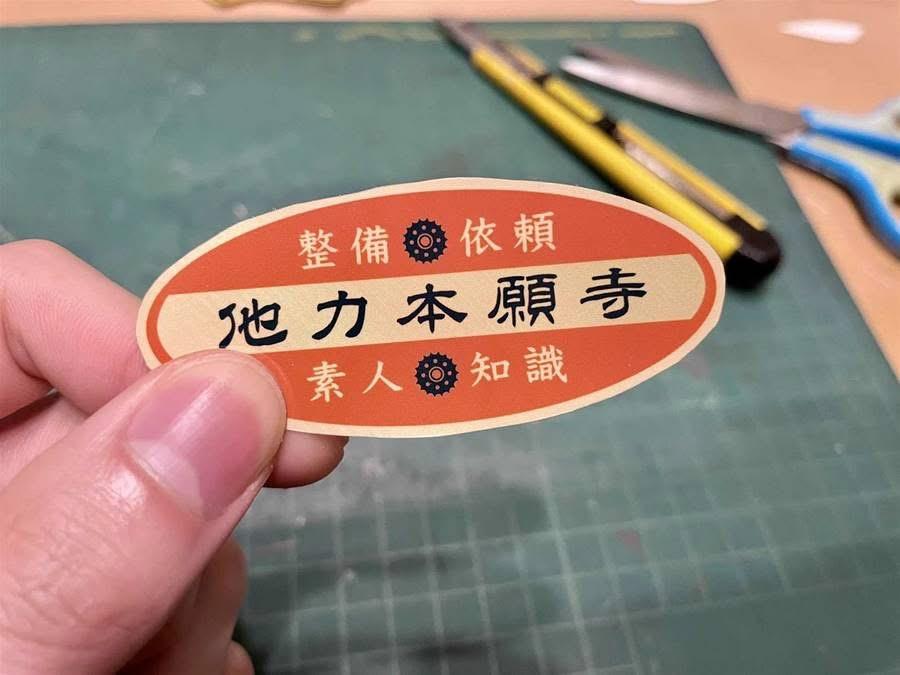 整備 依頼
他力本願寺
素人 知識